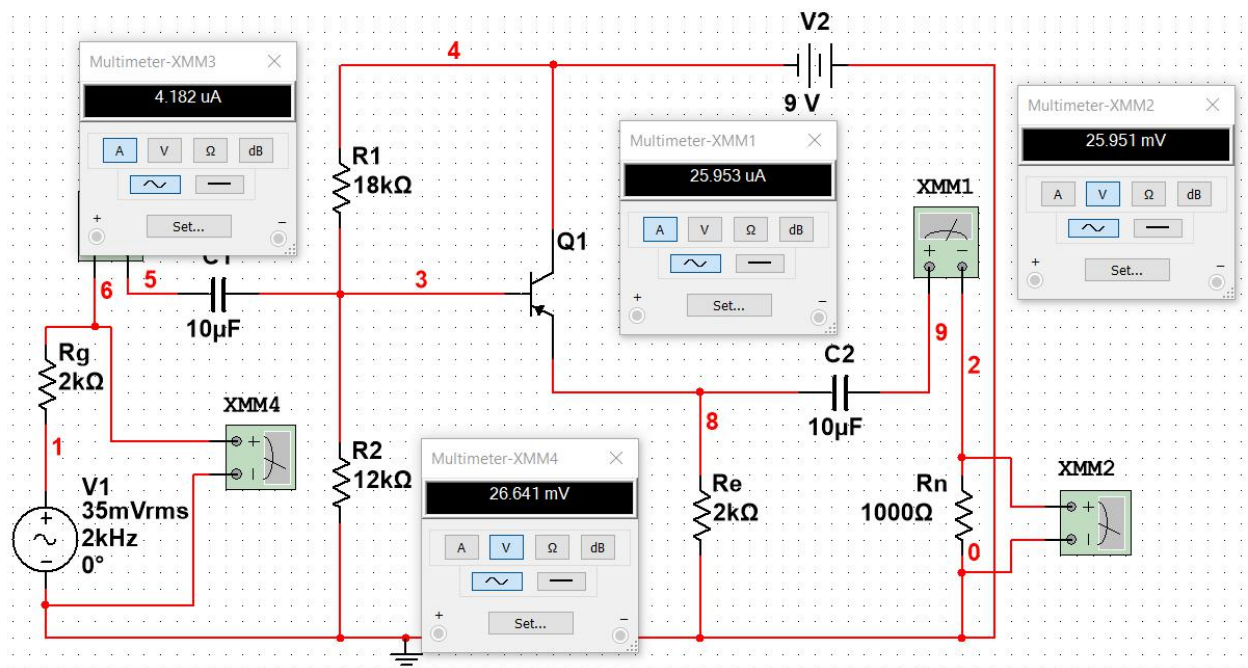 V2
4
9 V
Multimeter-XMM3
4.182 uA
A
V
Ω
dB
+
Set...
−
Multimeter-XMM1
25.953 uA
A
V
Ω
dB
+
Set...
−
Multimeter-XMM2
25.951 mV
A
V
Ω
dB
+
Set...
−
R1
18kΩ
XMM1
+ −
Q1
5
6
3
10µF
9
2
C2
10µF
Rg
2kΩ
XMM4
+
1
8
R2
12kΩ
Multimeter-XMM4
26.641 mV
A
V
Ω
dB
+
Set...
−
V1
35mVrms
2kHz
0°
+
−
Re
2kΩ
Rn
1000Ω
XMM2
+
0